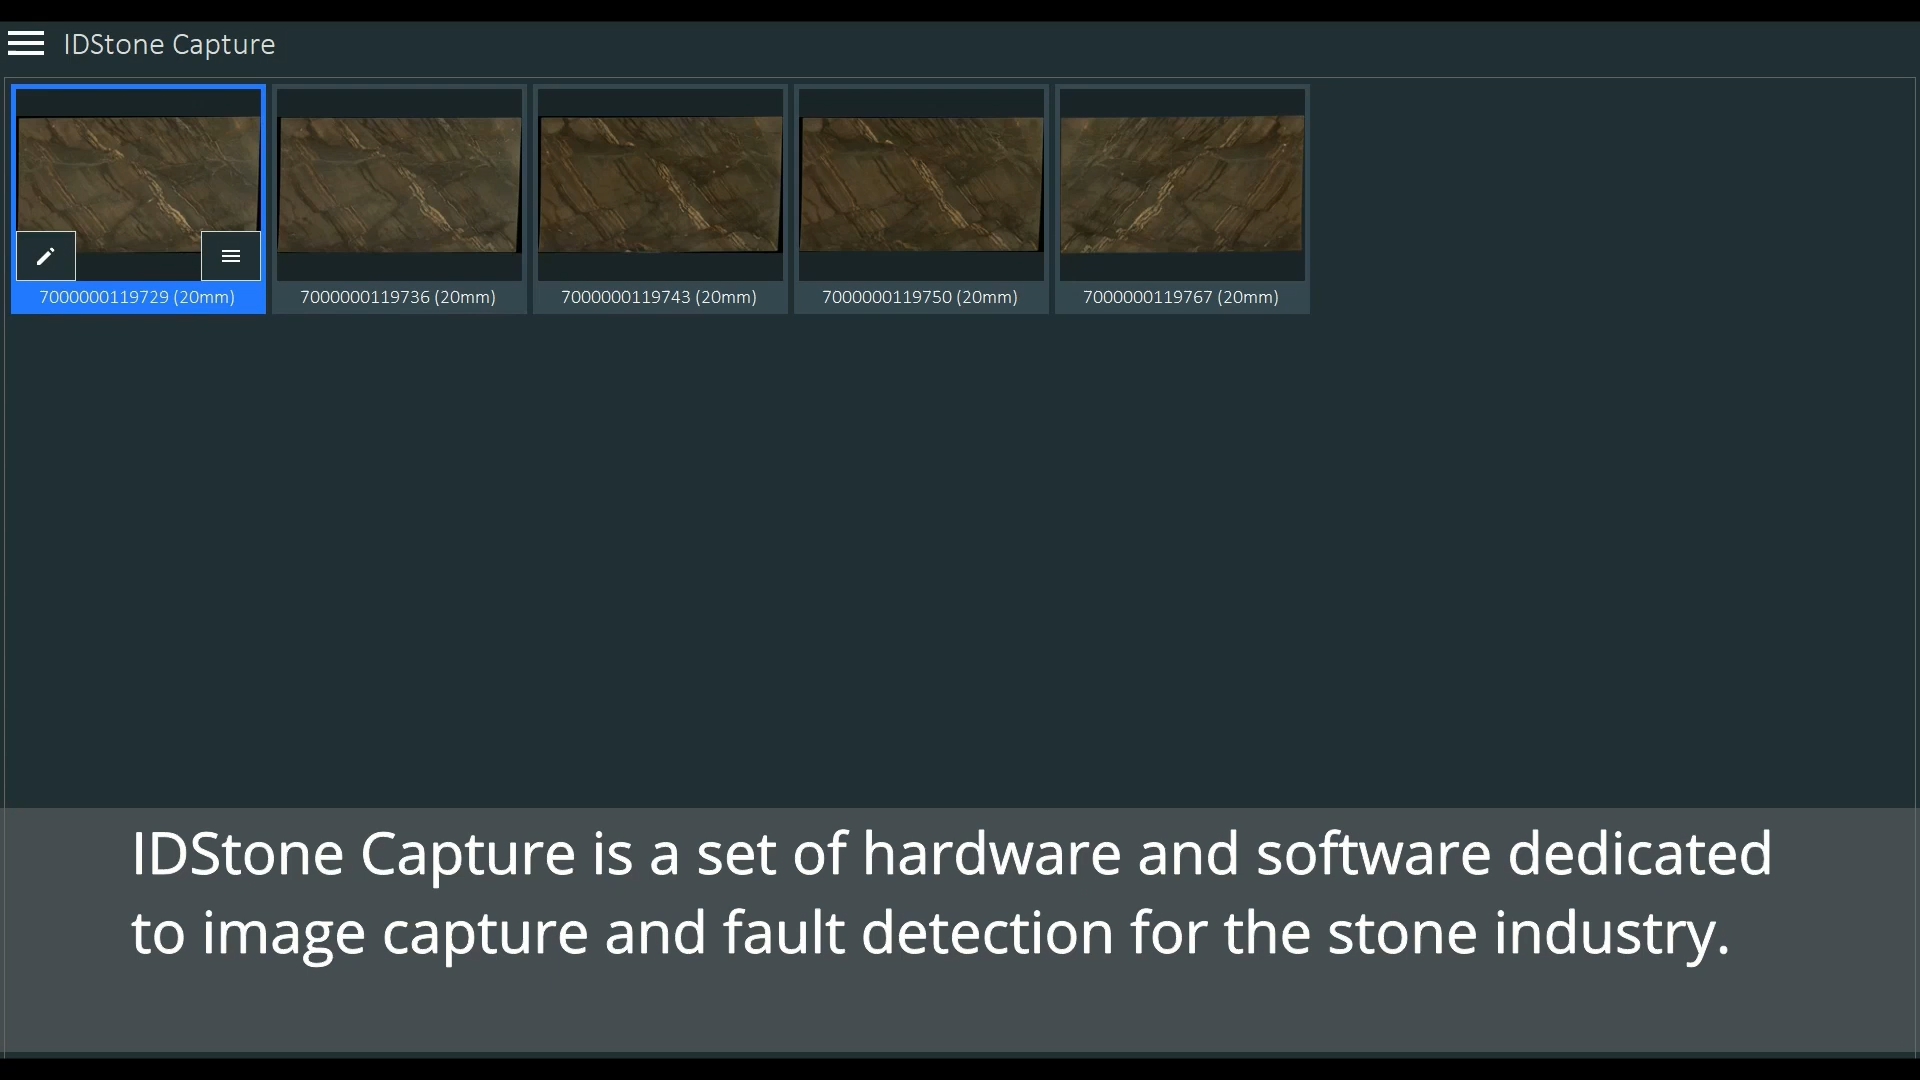 IDStone Capture
7000000119729 (20mm)
7000000119736 (20mm)
7000000119743 (20mm)
7000000119750 (20mm)
7000000119767 (20mm)
IDStone Capture is a set of hardware and software dedicated
to image capture and fault detection for the stone industry.